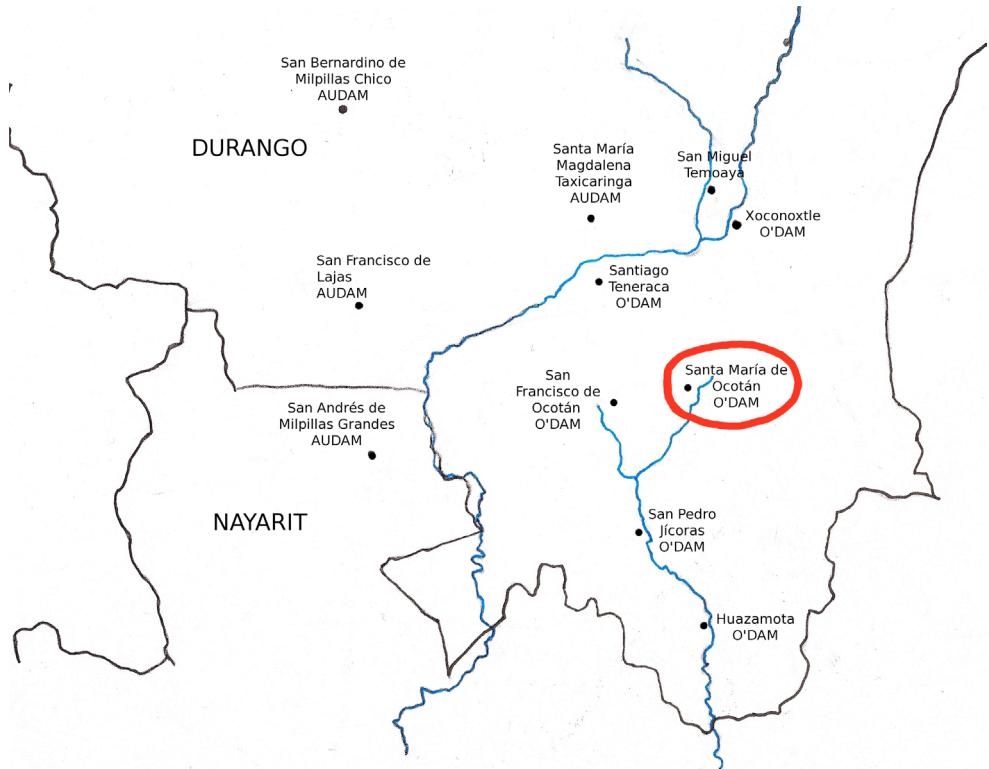 San Bernardino de
Milpillas Chico
AUDAM
DURANGO
Santa María
Magdalena
Taxicaringa
AUDAM
San Miguel
Temoaya
Xoconoxtle
O'DAM
San Francisco de
Lajas
AUDAM
Santiago
Teneraca
O'DAM
San
Francisco de
Ocotán
O'DAM
Santa María de
Ocotán
O'DAM
San Andrés de
Milpillas Grandes
AUDAM
NAYARIT
San Pedro
Jícoras
O'DAM
Huazamota
O'DAM